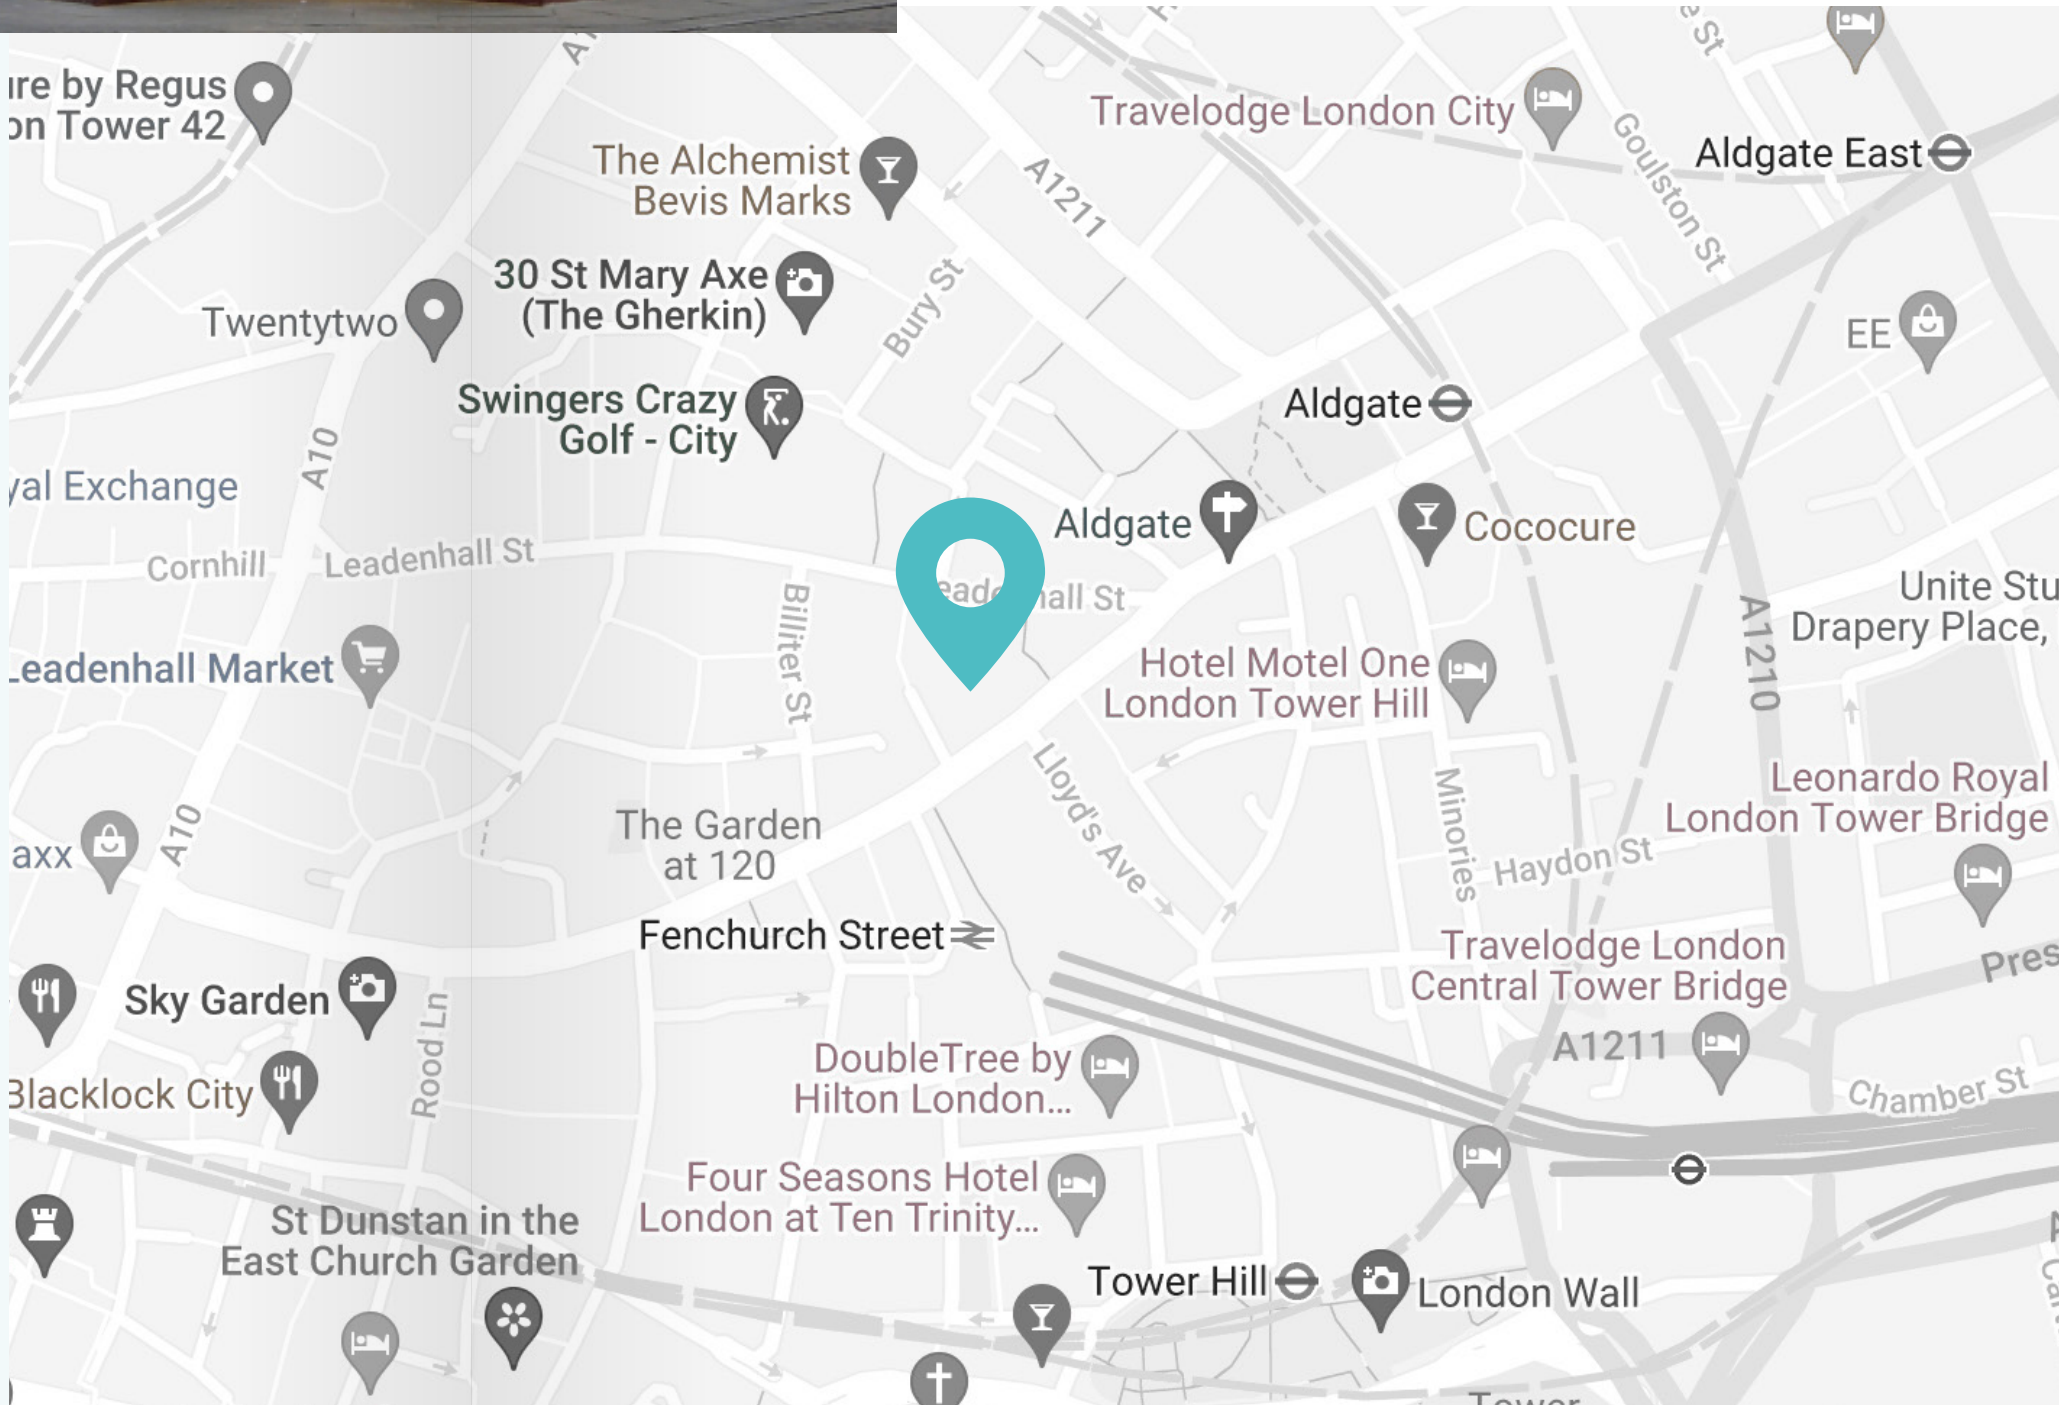 A1
e St
ire by Regus
on Tower 42
Travelodge London City
Aldgate East
The Alchemist
Bevis Marks
A1211
Goulston St
30 St Mary Axe
(The Gherkin)
Bury St
Twentytwo
EE
Swingers Crazy
Golf - City
Aldgate
A10
yal Exchange
Aldgate
Cococure
Cornhill
Leadenhall St
eadenhall St
Billiter St
Unite Stu
Drapery Place,
A1210
Leadenhall Market
Hotel Motel One
London Tower Hill
Lloyd's Ave
Minories
Leonardo Royal
London Tower Bridge
A10
axx
The Garden
at 120
Haydon St
Fenchurch Street
Travelodge London
Central Tower Bridge
Pres
Sky Garden
Rood Ln
A1211
DoubleTree by
Hilton London...
Blacklock City
Chamber St
Four Seasons Hotel
London at Ten Trinity...
St Dunstan in the
East Church Garden
Tower Hill
London Wall
Tower